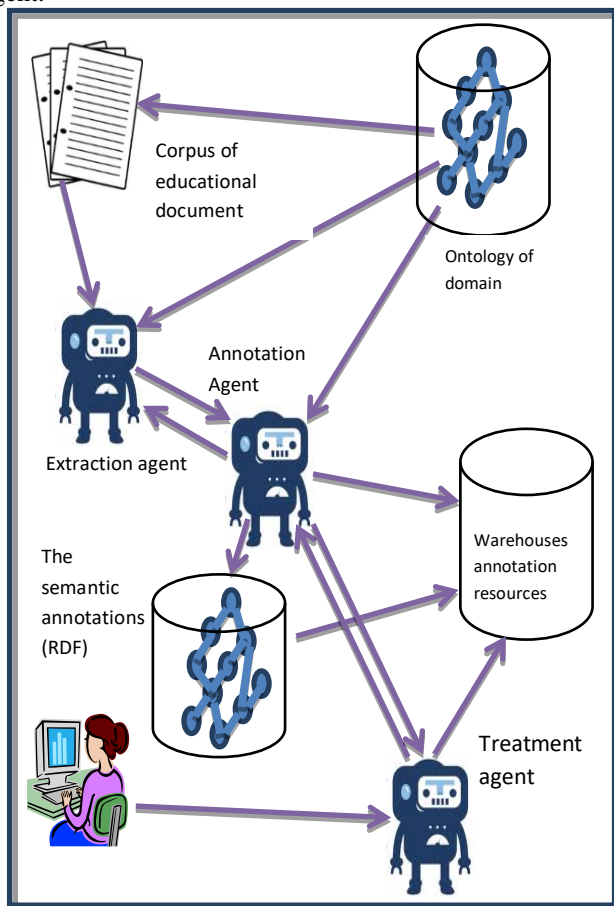 gent.
Corpus of
educational
document
Ontology of
domain
Annotation
Agent
Extraction agent
Warehouses
annotation
resources
The
semantic
annotations
(RDF)
Treatment
agent